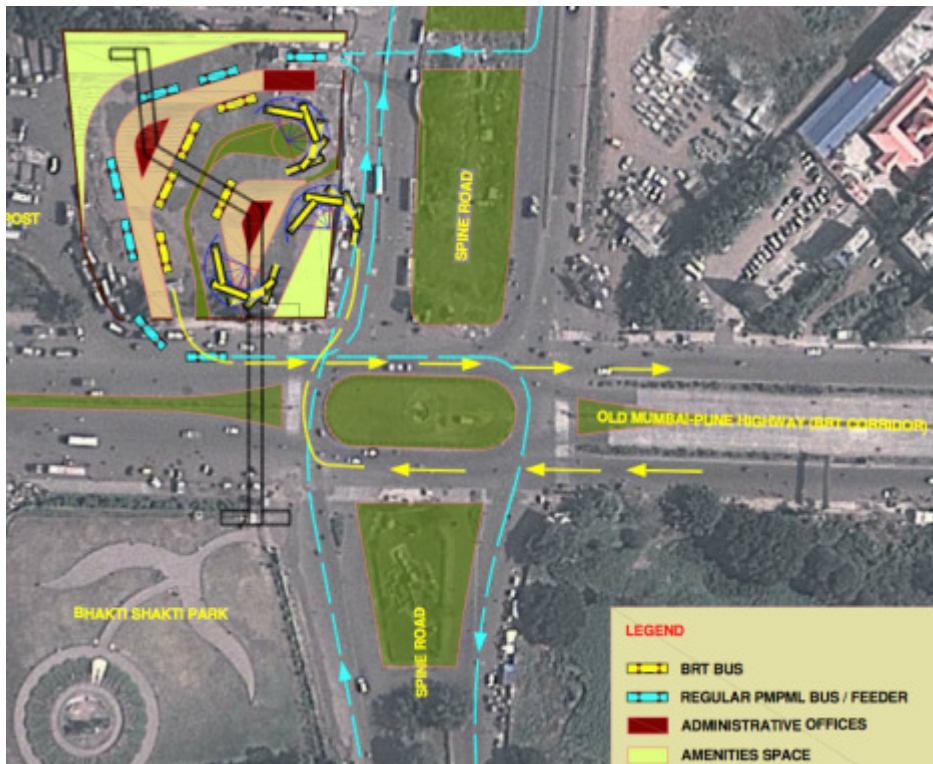 SPINE ROAD
POST
OLD MUMBAI-PUNE HIGHWAY (BRT CORRIDOR)
BHAKTI SHAKTI PARK
SPINE ROAD
LEGEND
BRT BUS
REGULAR PMPML BUS / FEEDER
ADMINISTRATIVE OFFICES
AMENITIES SPACE